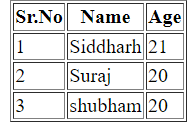 Sr.No Name Age
1 Siddharh 21
2 Suraj 20
3 shubham 20